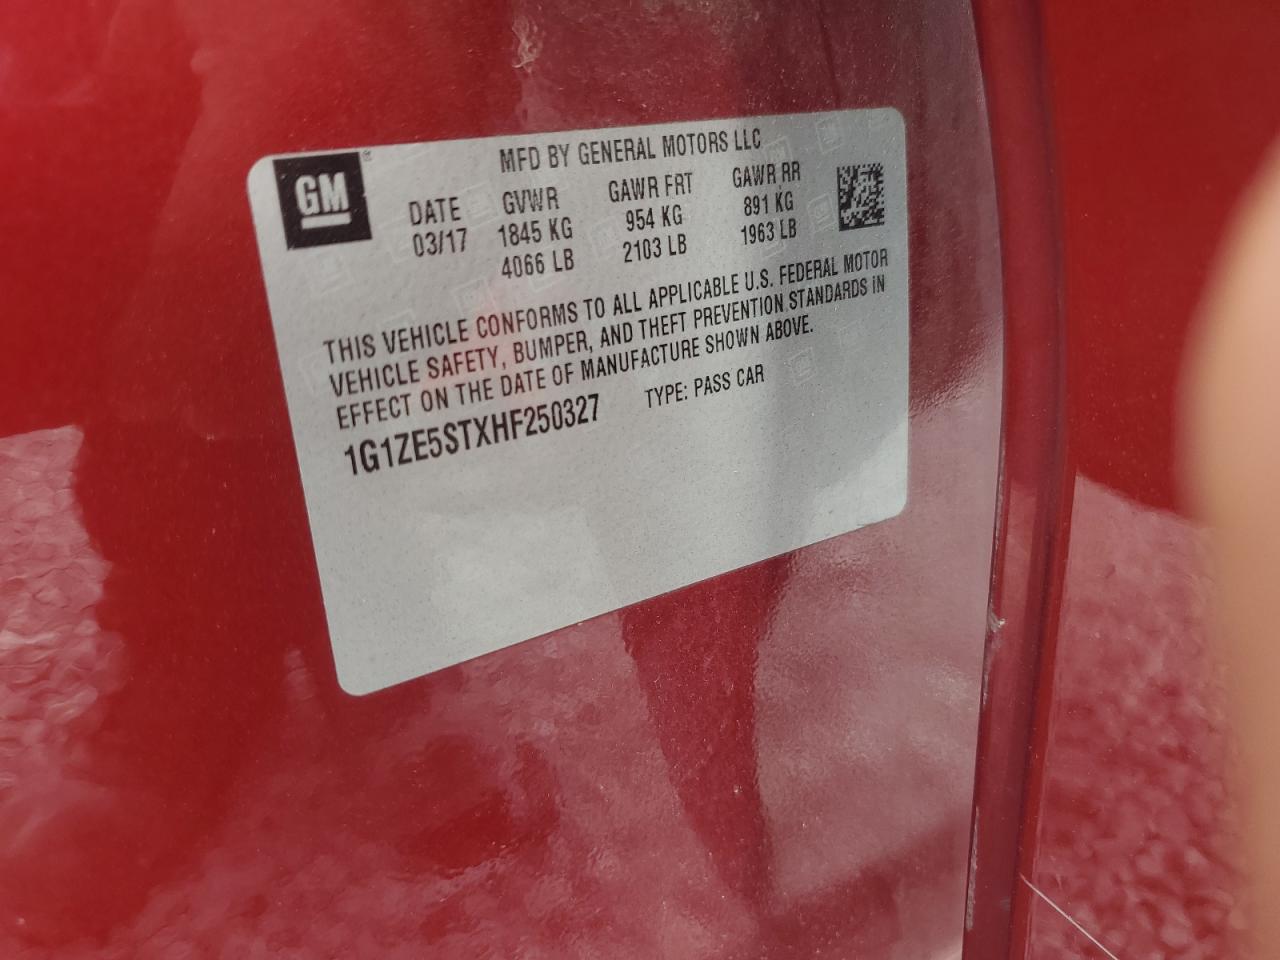 GM
MFD BY GENERAL MOTORS LLC
DATE GVWR GAWR FRT GAWR RR
03/17 1845 KG 954 KG 891 KG
4066 LB 2103 LB 1963 LB
THIS VEHICLE CONFORMS TO ALL APPLICABLE U.S. FEDERAL MOTOR
VEHICLE SAFETY, BUMPER, AND THEFT PREVENTION STANDARDS IN
EFFECT ON THE DATE OF MANUFACTURE SHOWN ABOVE.
1G1ZE5STXHF250327 TYPE: PASS CAR